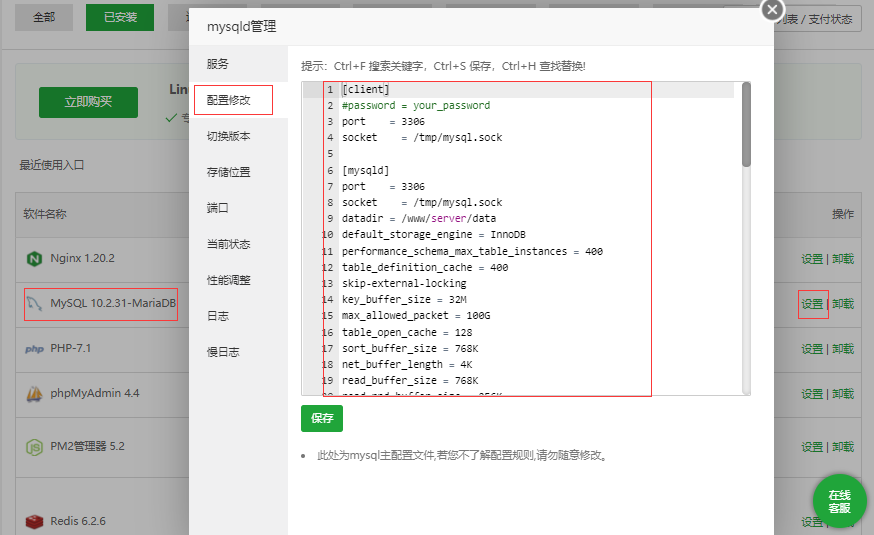 全部
已安装
mysqld管理
列表 / 支付状态
立即购买
Lin
最近使用入口
软件名称
操作
Nginx 1.20.2
设置 | 卸载
MySQL 10.2.31-MariaDB
设置 | 卸载
PHP-7.1
设置 | 卸载
phpMyAdmin 4.4
设置 | 卸载
PM2管理器 5.2
设置 | 卸载
Redis 6.2.6
设置
服务
配置修改
切换版本
存储位置
端口
当前状态
性能调整
日志
慢日志
提示：Ctrl+F 搜索关键字，Ctrl+S 保存，Ctrl+H 查找替换!
1 [client]
2 #password = your_password
3 port = 3306
4 socket = /tmp/mysql.sock
5
6 [mysqld]
7 port = 3306
8 socket = /tmp/mysql.sock
9 datadir = /www/server/data
10 default_storage_engine = InnoDB
11 performance_schema_max_table_instances = 400
12 table_definition_cache = 400
13 skip-external-locking
14 key_buffer_size = 32M
15 max_allowed_packet = 100G
16 table_open_cache = 128
17 sort_buffer_size = 768K
18 net_buffer_length = 4K
19 read_buffer_size = 768K
保存
此处为mysql主配置文件,若您不了解配置规则,请勿随意修改。
在线
客服